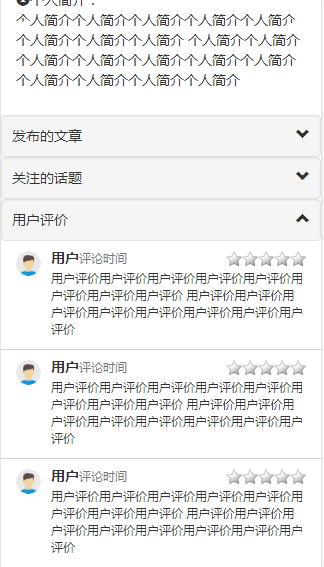 个人简介：
个人简介个人简介个人简介个人简介个人简介
个人简介个人简介个人简介 个人简介个人简介
个人简介个人简介个人简介个人简介个人简介
个人简介个人简介个人简介个人简介
发布的文章
关注的话题
用户评价
用户评论时间
用户评价用户评价用户评价用户评价用户评价用
户评价用户评价用户评价 用户评价用户评价用
户评价用户评价用户评价用户评价用户评价用户
评价
用户评论时间
用户评价用户评价用户评价用户评价用户评价用
户评价用户评价用户评价 用户评价用户评价用
户评价用户评价用户评价用户评价用户评价用户
评价
用户评论时间
用户评价用户评价用户评价用户评价用户评价用
户评价用户评价用户评价 用户评价用户评价用
户评价用户评价用户评价用户评价用户评价用户
评价